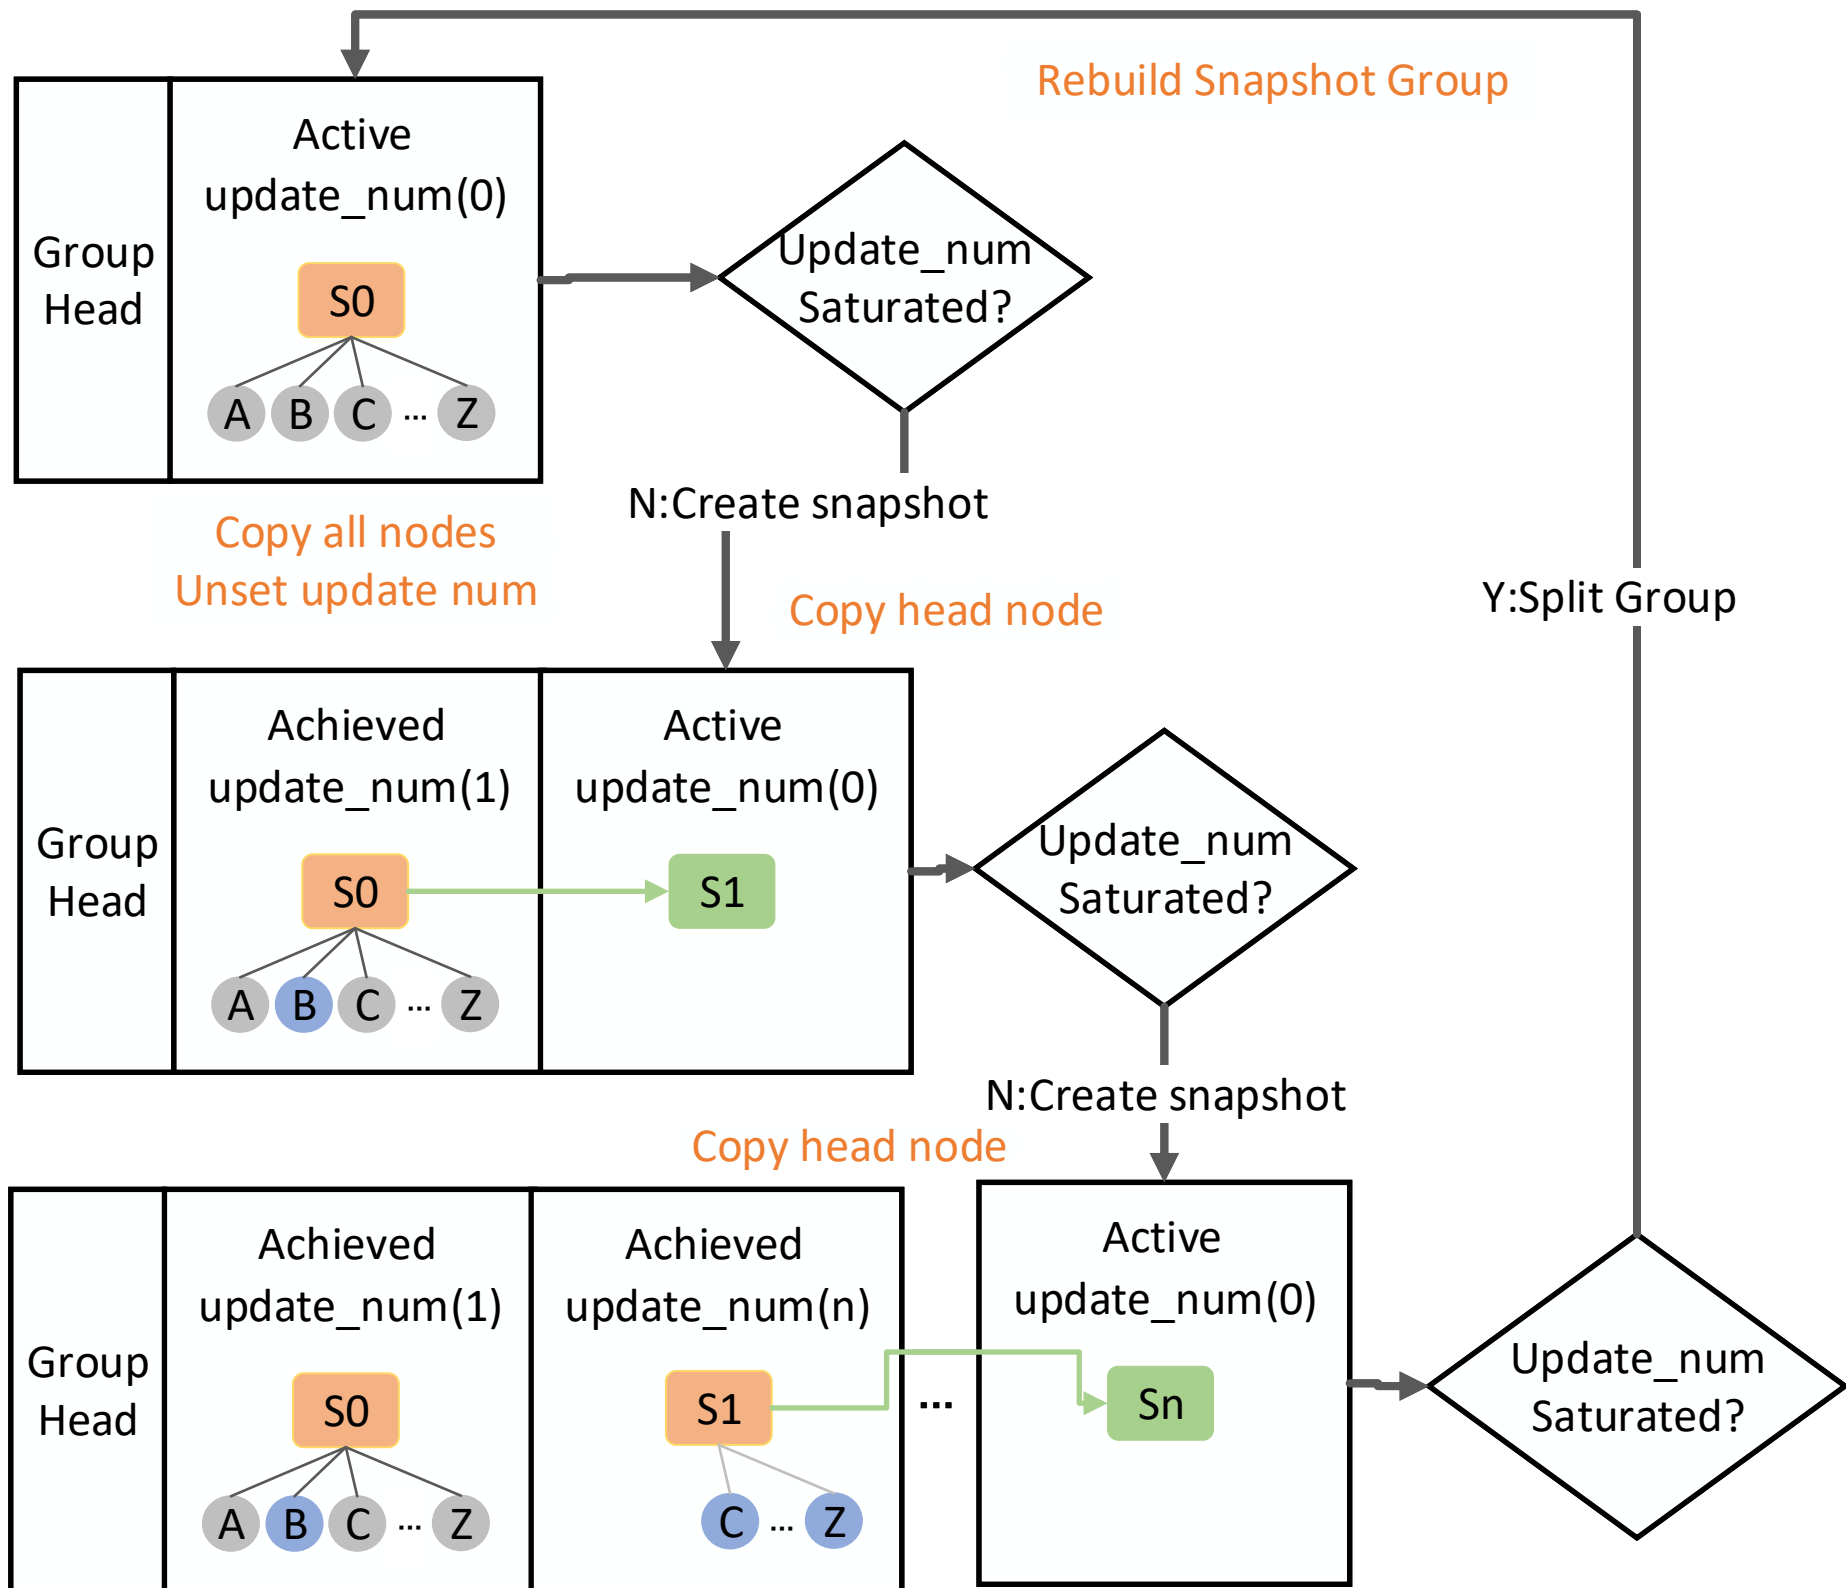 Rebuild Snapshot Group
Group
Head
Active
update_num(0)
S0
A B C ... Z
Update_num
Saturated?
N:Create snapshot
Copy all nodes
Unset update num
Copy head node
Y:Split Group
Group
Head
Achieved
update_num(1)
S0
A B C ... Z
Active
update_num(0)
S1
Update_num
Saturated?
N:Create snapshot
Copy head node
Group
Head
Achieved
update_num(1)
S0
A B C ... Z
Achieved
update_num(n)
S1
C ... Z
...
Active
update_num(0)
Sn
Update_num
Saturated?